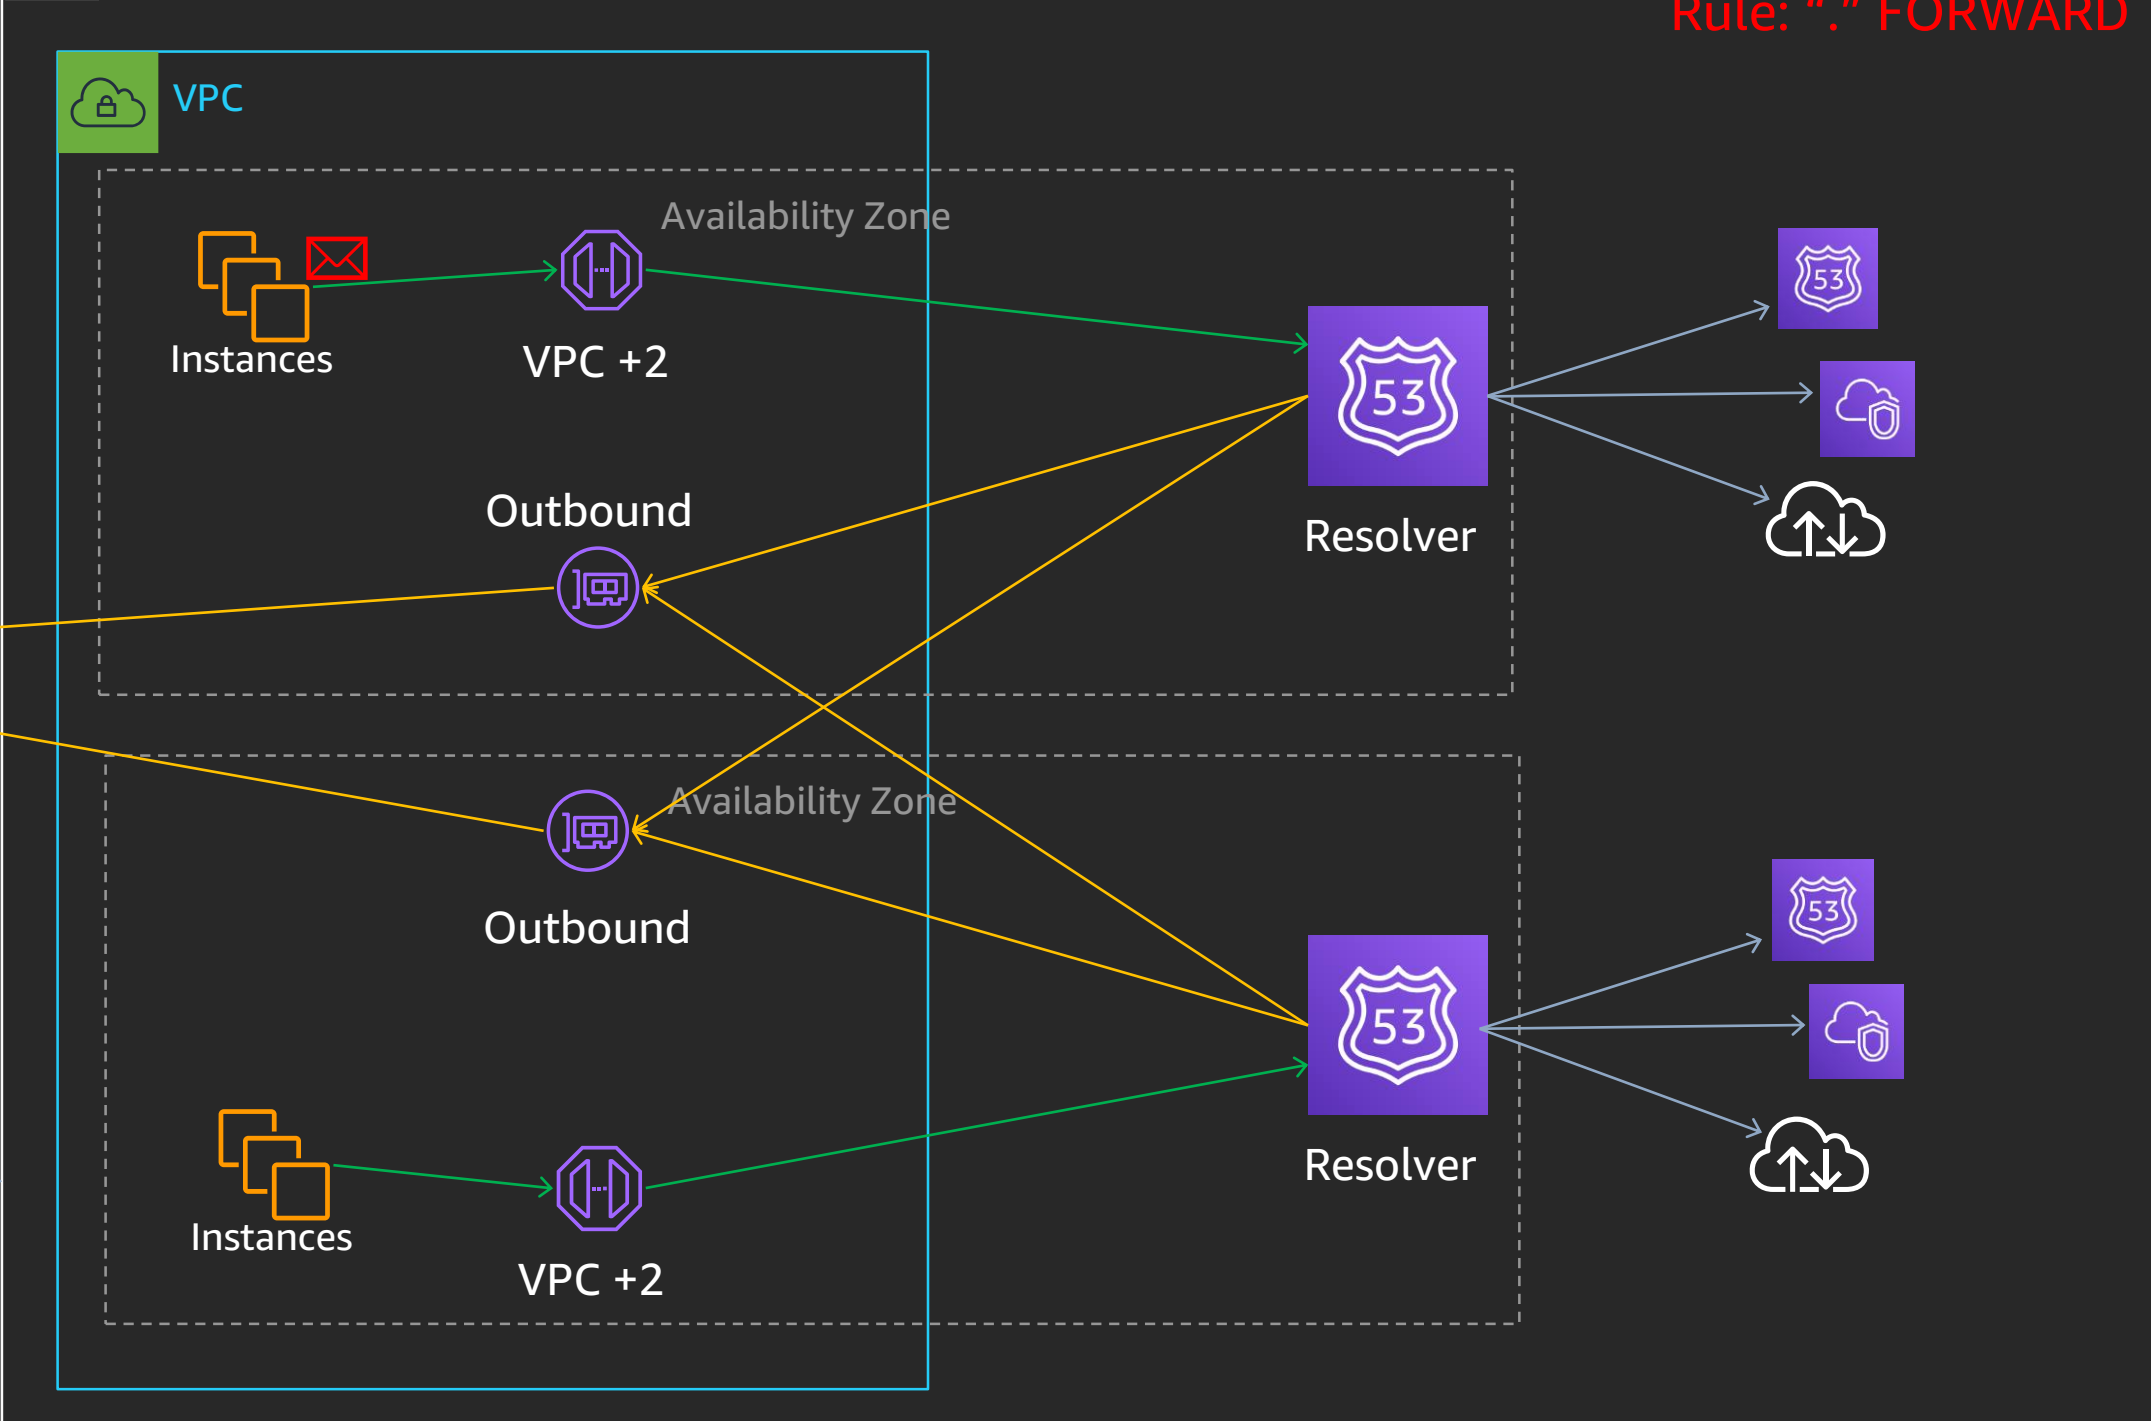 Rule: “.” FORWARD
VPC
Availability Zone
Instances
VPC +2
53
53
Outbound
Resolver
Availability Zone
Outbound
53
53
Resolver
Instances
VPC +2